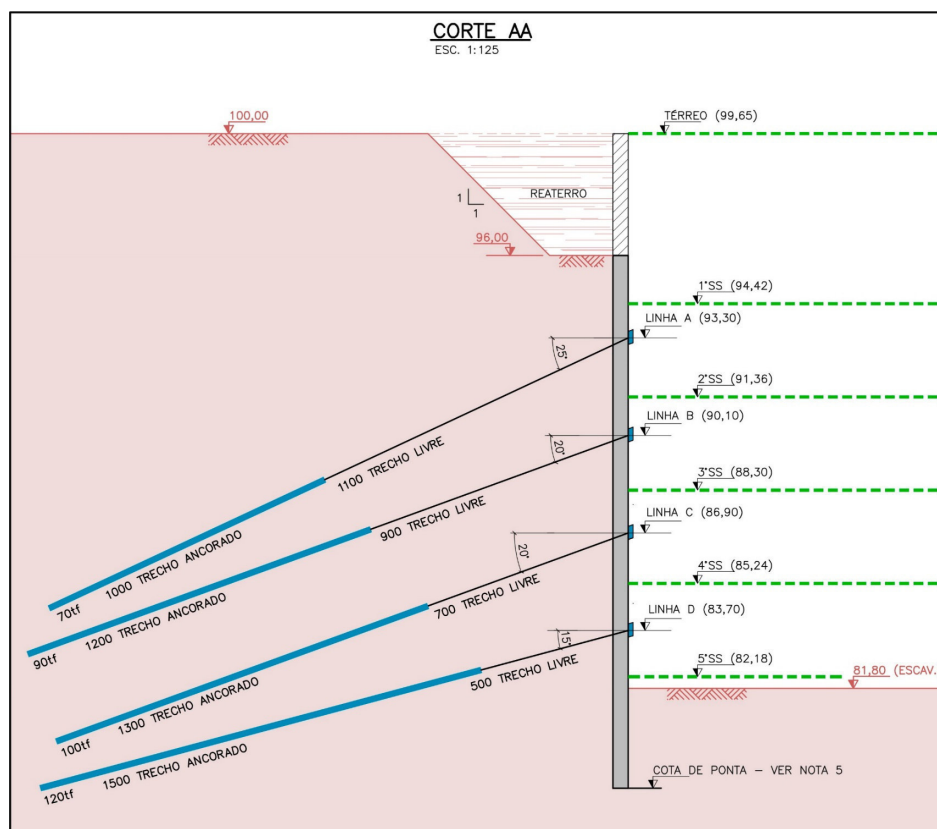 CORTE AA
ESC. 1:125
100,00
TÉRREO (99,65)
1
1
REATERRO
96,00
1°SS (94,42)
LINHA A (93,30)
25°
2°SS (91,36)
LINHA B (90,10)
20°
1100 TRECHO LIVRE
3°SS (88,30)
LINHA C (86,90)
900 TRECHO LIVRE
20°
1000 TRECHO ANCORADO
4°SS (85,24)
70tf
700 TRECHO LIVRE
LINHA D (83,70)
1200 TRECHO ANCORADO
15°
90tf
5°SS (82,18)
81,80 (ESCAV.
500 TRECHO LIVRE
1300 TRECHO ANCORADO
100tf
1500 TRECHO ANCORADO
120tf
COTA DE PONTA – VER NOTA 5